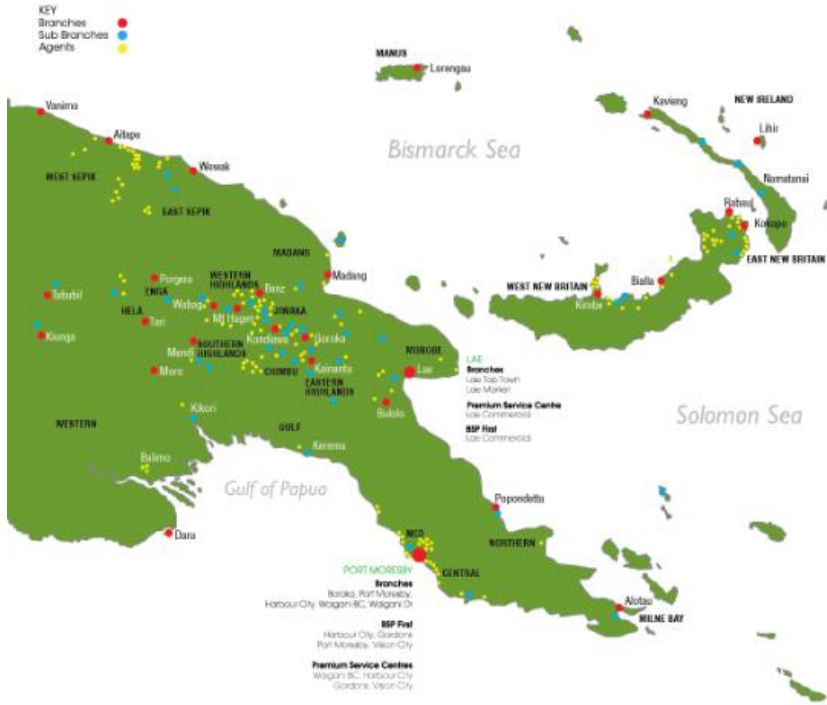 KEY
Branches
Sub Branches
Agents
MANUS
Lorengau
Vanimo
Kavieng
NEW IRELAND
Lihir
Aitape
Bismarck Sea
Wewak
WEST SEPIK
Namatanai
EAST SEPIK
Rabaul
Kokopo
MADANG
EAST NEW BRITAIN
Madang
Porgera
WESTERN
HIGHLANDS
Banz
Bialla
WEST NEW BRITAIN
Tabubil
ENGA
Wabag
Kimbe
HELA
JIWAKA
Mt Hagen
Tari
Kundiawa
Goroka
Kiunga
Mendi
SOUTHERN
HIGHLANDS
MOROBE
LAE
Branches
Lae Top Town
Lae Market
Premium Service Centre
Lae Commercial
BSP First
Lae Commercial
Moro
CHIMBU
Kainantu
Lae
EASTERN
HIGHLANDS
Bulolo
Kikori
Solomon Sea
WESTERN
GULF
Kerema
Balimo
Gulf of Papua
Popondetta
Daru
NCD
NORTHERN
PORT MORESBY
CENTRAL
Branches
Boroko, Port Moresby,
Harbour City, Waigani BC, Waigani Dr
Alotau
MILNE BAY
BSP First
Harbour City, Gordons
Port Moresby, Vision City
Premium Service Centres
Waigani BC, Harbour City
Gordons, Vision City